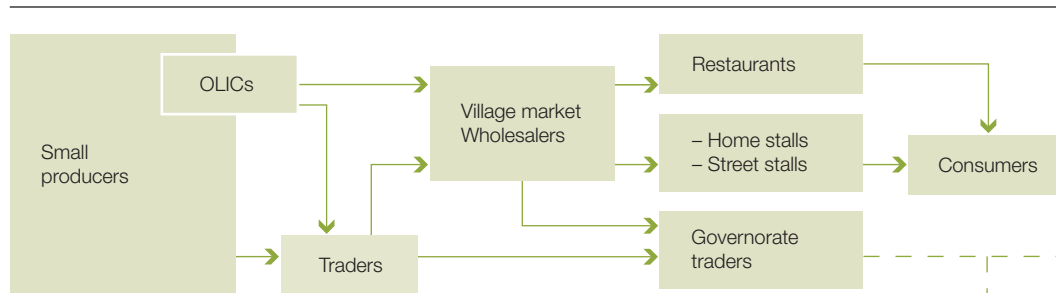 OLICs
Small
producers
Traders
Village market
Wholesalers
Restaurants
– Home stalls
– Street stalls
Governorate
traders
Consumers